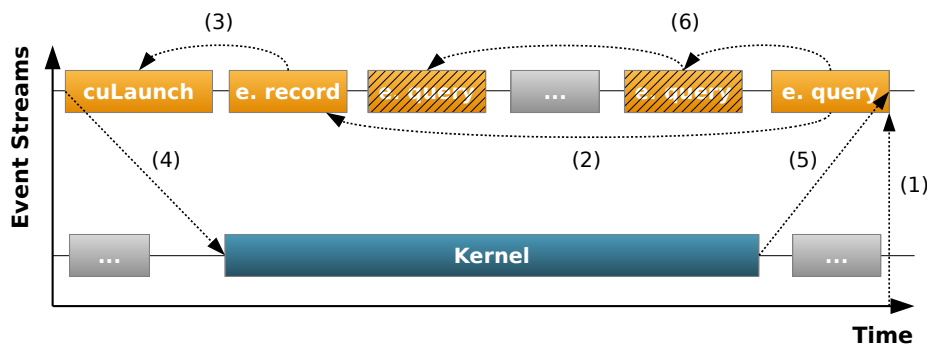 (3)
(6)
cuLaunch
e. record
e. query
...
e. query
e. query
Event Streams
(4)
(2)
(5)
(1)
...
Kernel
...
Time